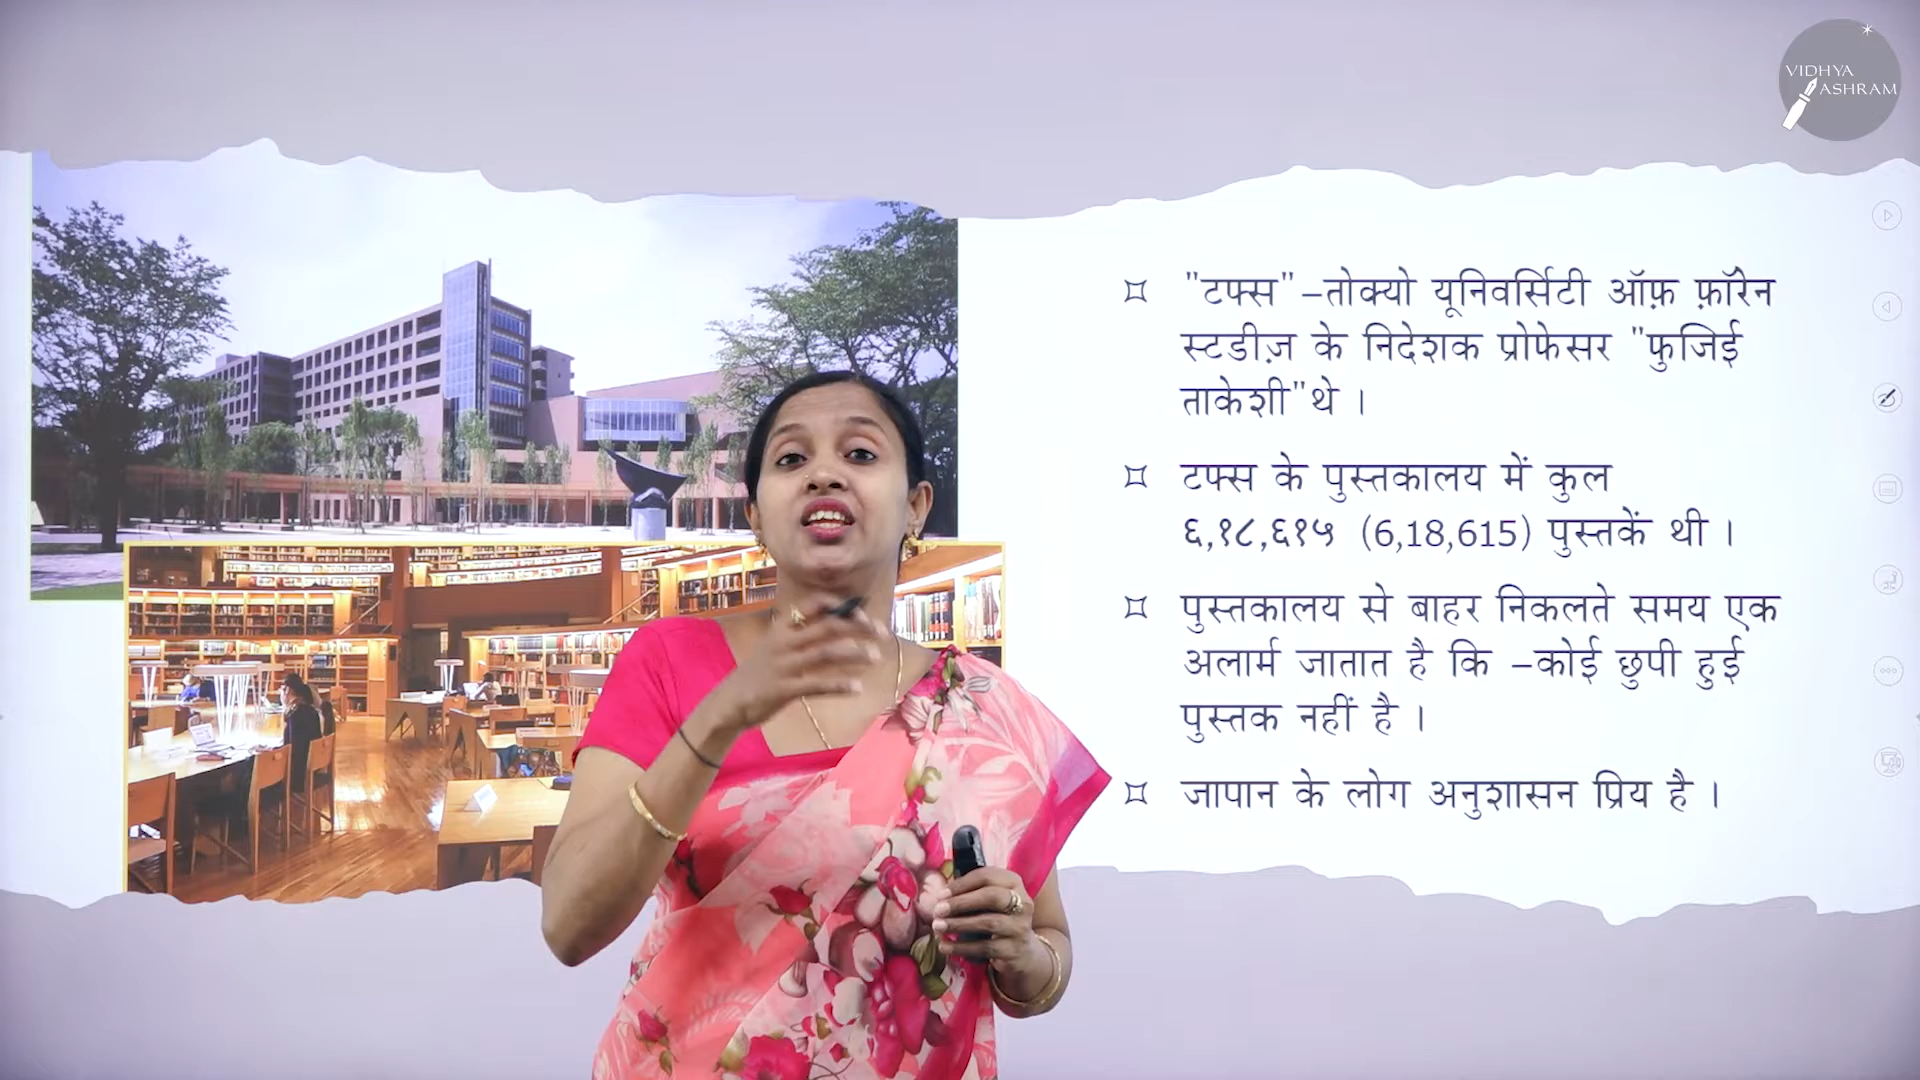 VIDHYA
ASHRAM
"टफ्स"–तोक्यो यूनिवर्सिटी ऑफ़ फ़ॉरेन
स्टडीज़ के निदेशक प्रोफेसर "फुजिई
ताकेशी"थे ।
टफ्स के पुस्तकालय में कुल
६,१८,६१५ (6,18,615) पुस्तकें थी ।
पुस्तकालय से बाहर निकलते समय एक
अलार्म जातात है कि –कोई छुपी हुई
पुस्तक नहीं है ।
जापान के लोग अनुशासन प्रिय है ।